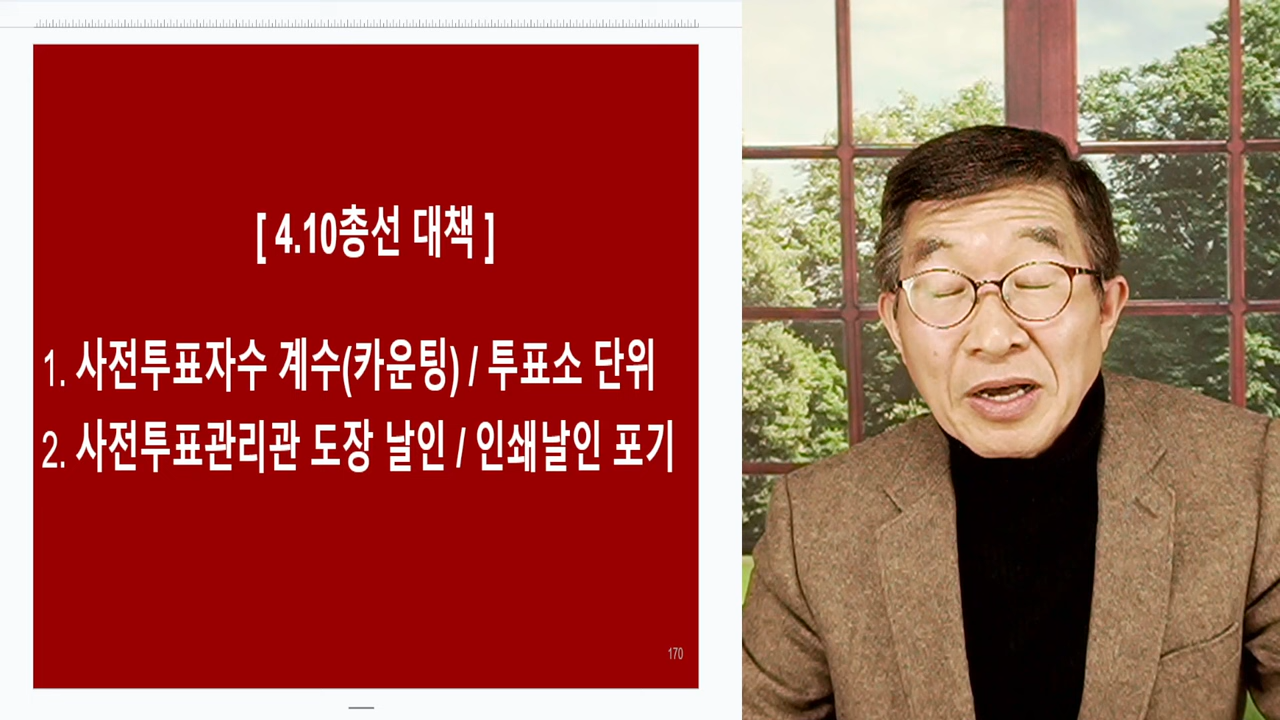 [ 4.10총선 대책 ]
1. 사전투표자수 계수(카운팅) / 투표소 단위
2. 사전투표관리관 도장 날인 / 인쇄날인 포기
170